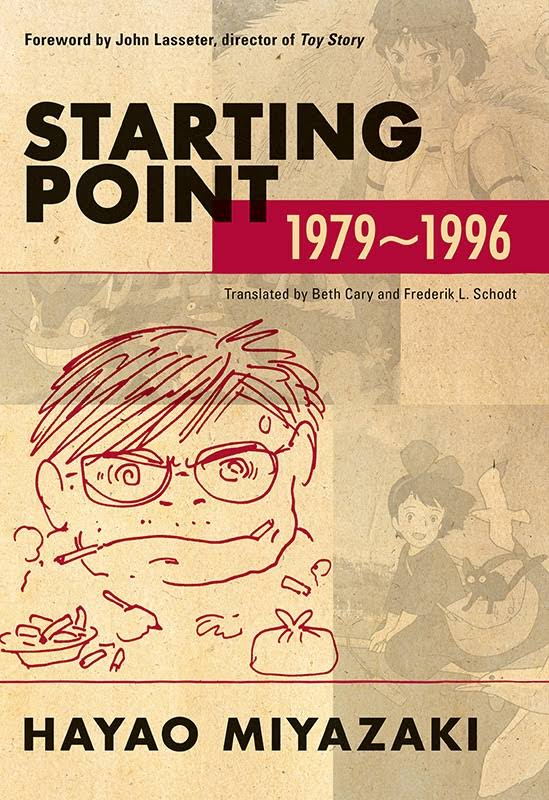 Foreword by John Lasseter, director of Toy Story
STARTING
POINT
1979~1996
Translated by Beth Cary and Frederik L. Schodt
HAYAO MIYAZAKI